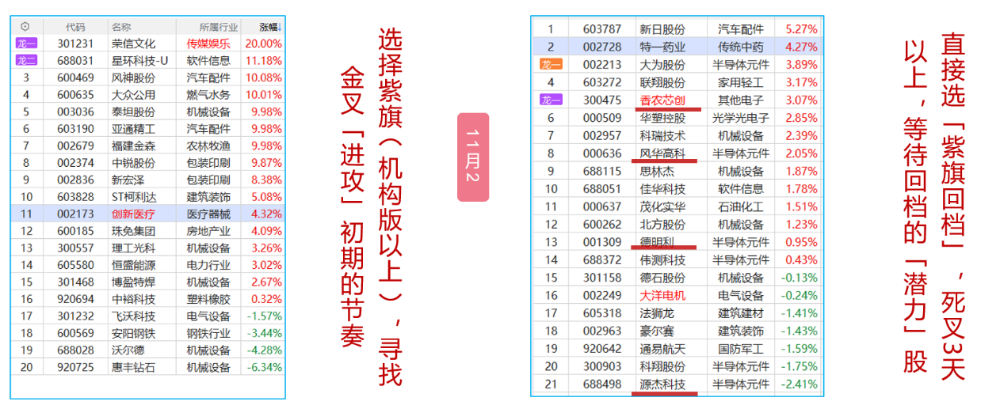 代码 名称 所属行业 涨幅↓
龙一 301231 荣信文化 传媒娱乐 20.00%
龙二 688031 星环科技-U 软件信息 11.18%
3 600469 风神股份 汽车配件 10.08%
4 600635 大众公用 燃气水务 10.01%
5 003036 泰坦股份 机械设备 9.98%
6 603190 亚通精工 汽车配件 9.98%
7 002679 福建金森 农林牧渔 9.98%
8 002374 中锐股份 包装印刷 9.87%
9 002836 新宏泽 包装印刷 8.38%
10 603828 ST柯利达 建筑装饰 5.08%
11 002173 创新医疗 医疗器械 4.32%
12 600185 珠免集团 房地产业 4.09%
13 300557 理工光科 机械设备 3.26%
14 605580 恒盛能源 电力行业 3.02%
15 301468 博盈特焊 机械设备 2.67%
16 920694 中裕科技 塑料橡胶 0.32%
17 301232 飞沃科技 电气设备 -1.57%
18 600569 安阳钢铁 钢铁行业 -3.44%
19 688028 沃尔德 机械设备 -4.28%
20 920725 惠丰钻石 机械设备 -6.34%
选择紫旗（机构版以上），寻找
金叉「进攻」初期的节奏
11月2
1 603787 新日股份 汽车配件 5.27%
2 002728 特一药业 传统中药 4.27%
龙一 002213 大为股份 半导体元件 3.89%
4 603272 联翔股份 家用轻工 3.17%
龙一 300475 香农芯创 其他电子 3.07%
6 000509 华塑控股 光学光电子 2.85%
7 002957 科瑞技术 机械设备 2.39%
8 000636 风华高科 半导体元件 2.05%
9 688115 思林杰 机械设备 1.87%
10 688051 佳华科技 软件信息 1.78%
11 000637 茂化实华 石油化工 1.51%
12 600262 北方股份 机械设备 1.23%
13 001309 德明利 半导体元件 0.95%
14 688372 伟测科技 半导体元件 0.43%
15 301158 德石股份 机械设备 -0.13%
16 002249 大洋电机 电气设备 -0.24%
17 605318 法狮龙 建筑建材 -1.41%
18 002963 豪尔赛 建筑装饰 -1.43%
19 920642 通易航天 国防军工 -1.59%
20 300903 科翔股份 半导体元件 -1.75%
21 688498 源杰科技 半导体元件 -2.41%
直接选「紫旗回档」，死叉3天
以上，等待回档的「潜力」股